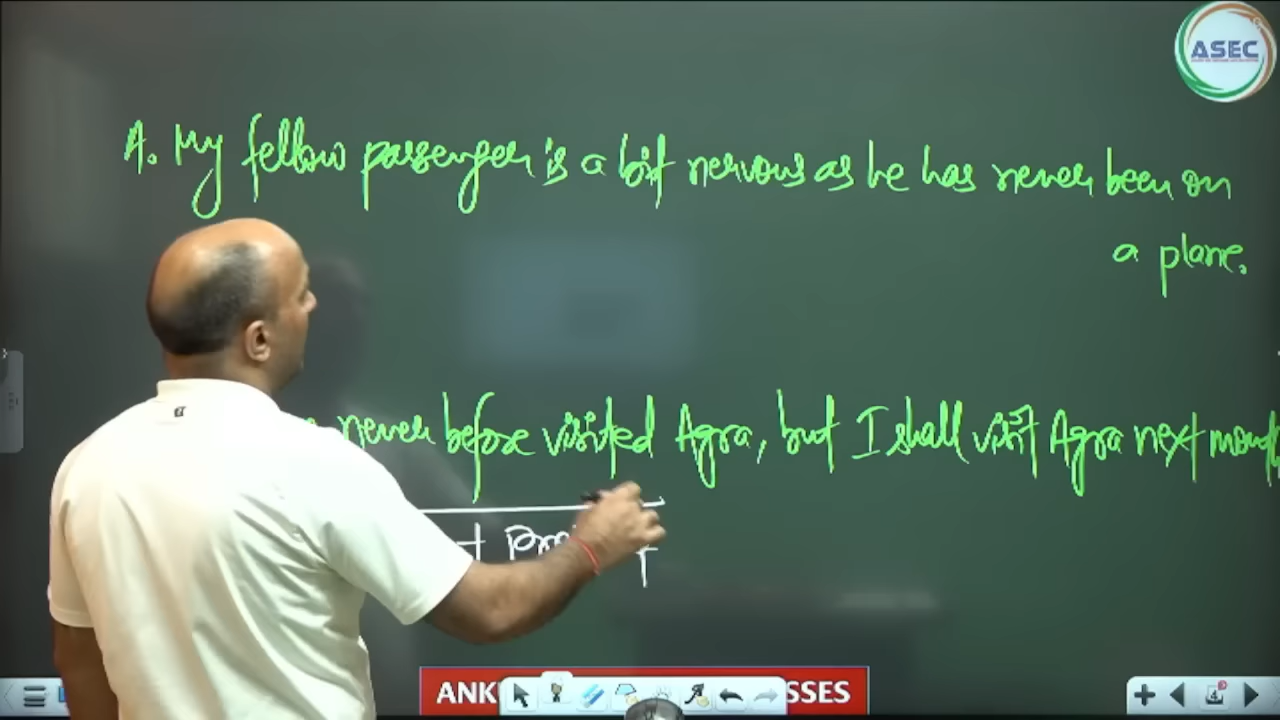 ASEC
A. My fellow passenger is a bit nervous as he has never been on
a plane.
never before visited Agra, but I shall visit Agra next month
ANK SSES